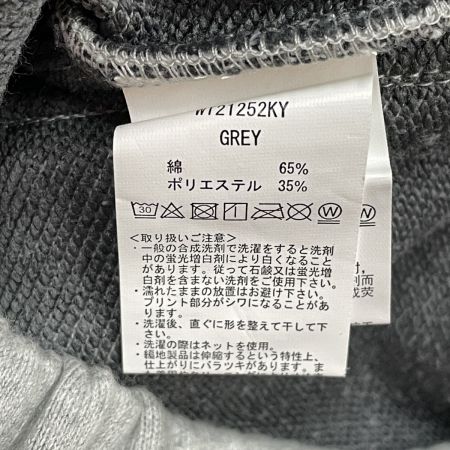 WT21252KY
GREY
綿 65%
ポリエステル 35%
30
W
W
<取り扱いご注意>
・一般の合成洗剤で洗濯をすると洗剤
中の蛍光増白剤により白くなること
があります。従って石鹸又は蛍光増
白剤を含まない洗剤をご使用下さい。
・濡れたままの放置はお避け下さい。
プリント部分がシワになることがあ
ります。
・洗濯後、直ぐに形を整えて干して下
さい。
・洗濯の際はネットを使用。
・編地製品は伸縮するという特性上、
仕上がりにバラツキがあります。ま